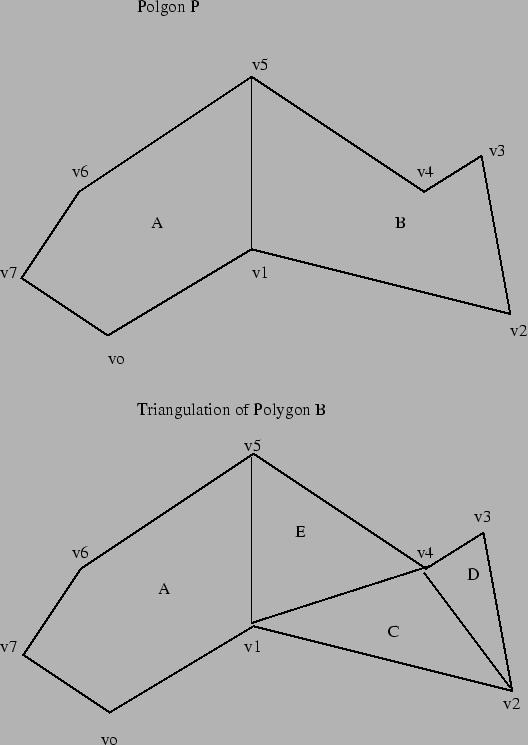 Polgon P
v5
v3
v6
v4
A
B
v7
v1
v2
vo
Triangulation of Polygon B
v5
v3
E
v6
v4
D
A
C
v7
v1
v2
vo